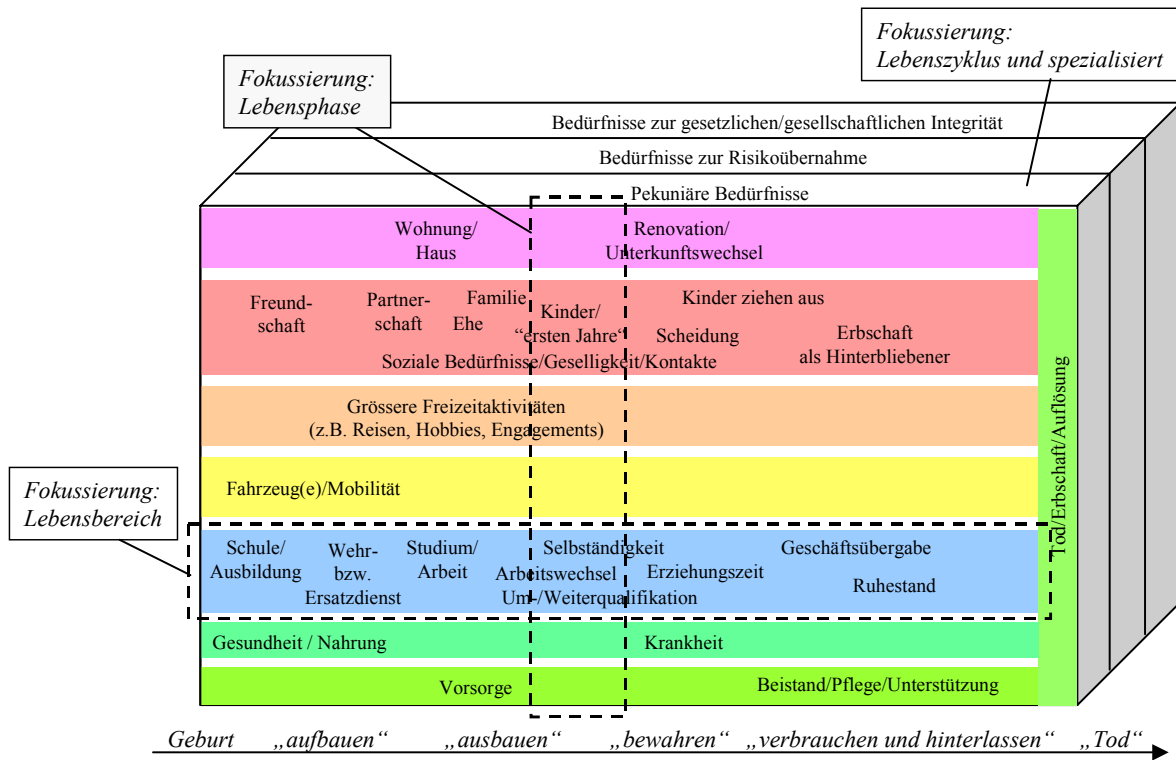 Fokussierung:
Lebenszyklus und spezialisiert
Fokussierung:
Lebensphase
Bedürfnisse zur gesetzlichen/gesellschaftlichen Integrität
Bedürfnisse zur Risikoübernahme
Pekuniäre Bedürfnisse
Wohnung/
Haus
Renovation/
Unterkunftswechsel
Freund-
schaft
Partner-
schaft
Familie
Ehe
Kinder/
“ersten Jahre“
Kinder ziehen aus
Scheidung
Erbschaft
als Hinterbliebener
Soziale Bedürfnisse/Geselligkeit/Kontakte
Grössere Freizeitaktivitäten
(z.B. Reisen, Hobbies, Engagements)
Fahrzeug(e)/Mobilität
Fokussierung:
Lebensbereich
Schule/
Ausbildung
Wehr-
bzw.
Ersatzdienst
Studium/
Arbeit
Selbständigkeit
Arbeitswechsel
Um-/Weiterqualifikation
Erziehungszeit
Geschäftsübergabe
Ruhestand
Gesundheit / Nahrung
Krankheit
Vorsorge
Beistand/Pflege/Unterstützung
Tod/Erbschaft/Auflösung
Geburt „aufbauen“ „ausbauen“ „bewahren“ „verbrauchen und hinterlassen“ „Tod“